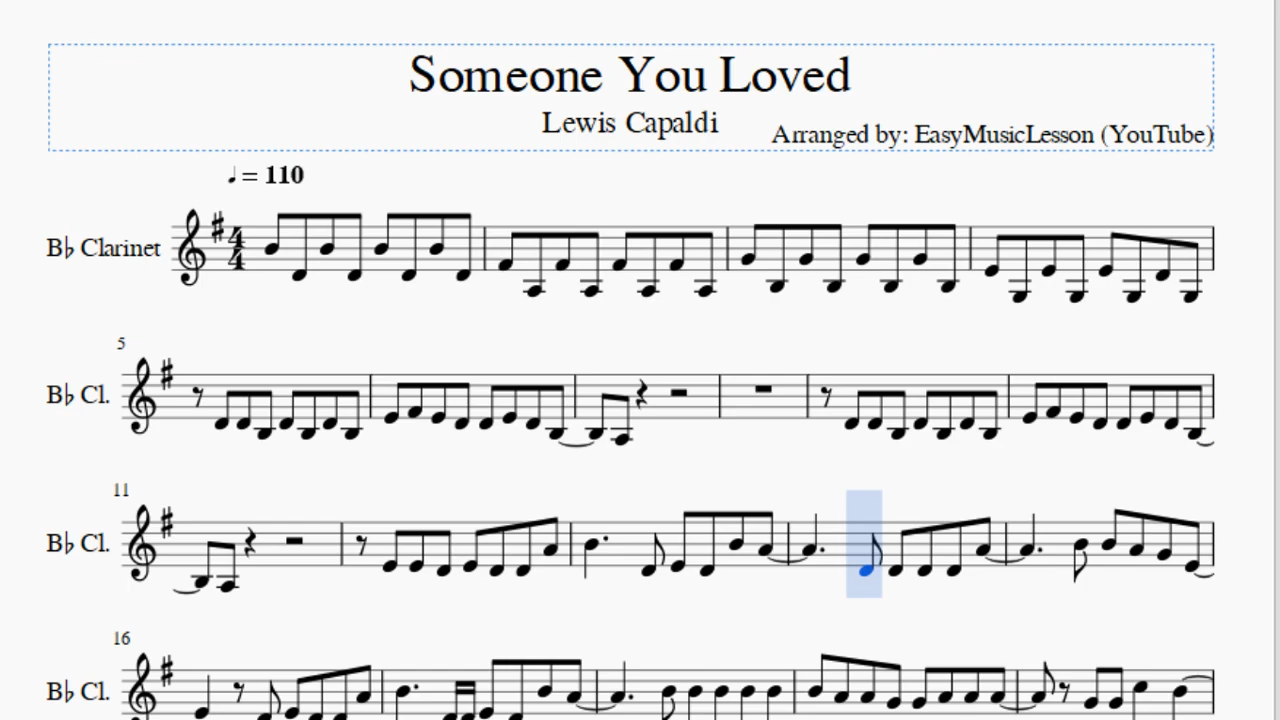 Someone You Loved
Lewis Capaldi
Arranged by: EasyMusicLesson (YouTube)
♩ = 110
B♭ Clarinet
4
4
5
B♭ Cl.
11
B♭ Cl.
16
B♭ Cl.